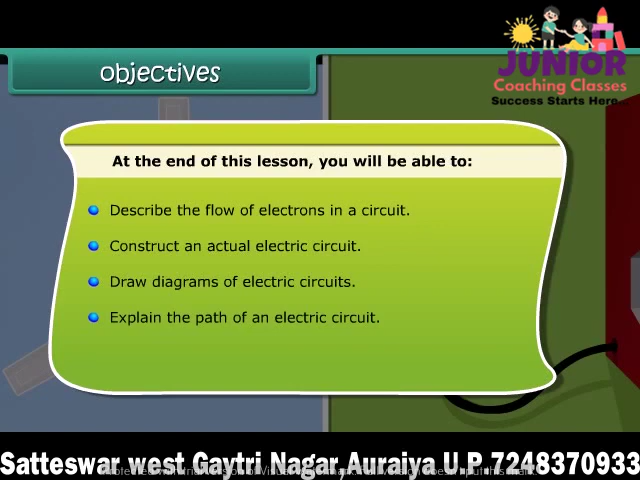 objectives
JUNIOR
Coaching Classes
Success Starts Here...
At the end of this lesson, you will be able to:
Describe the flow of electrons in a circuit.
Construct an actual electric circuit.
Draw diagrams of electric circuits.
Explain the path of an electric circuit.
Satteswar west Gaytri Nagar Auraiya U.P 7248370933